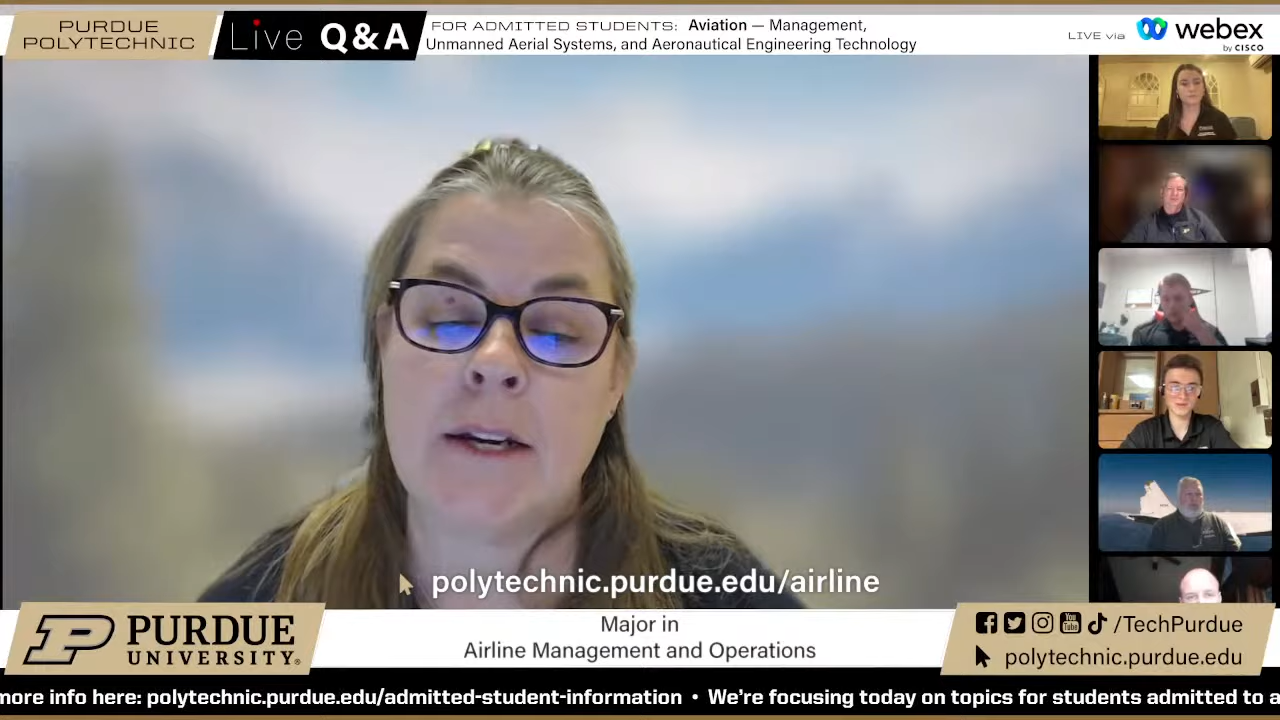 PURDUE
POLYTECHNIC
Live Q&A
FOR ADMITTED STUDENTS: Aviation — Management,
Unmanned Aerial Systems, and Aeronautical Engineering Technology
LIVE via
webex
by CISCO
polytechnic.purdue.edu/airline
P PURDUE
UNIVERSITY®
Major in
Airline Management and Operations
You
Tube
/TechPurdue
polytechnic.purdue.edu
more info here: polytechnic.purdue.edu/admitted-student-information • We're focusing today on topics for students admitted to a